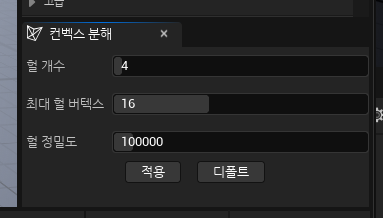 고급
컨벡스 분해
헐 개수 4
최대 헐 버텍스 16
헐 정밀도 100000
적용 디폴트